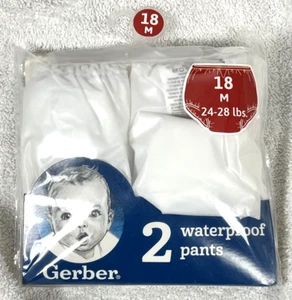 18
M
18
M
24-28 lbs.
2 waterproof
pants
Gerber®